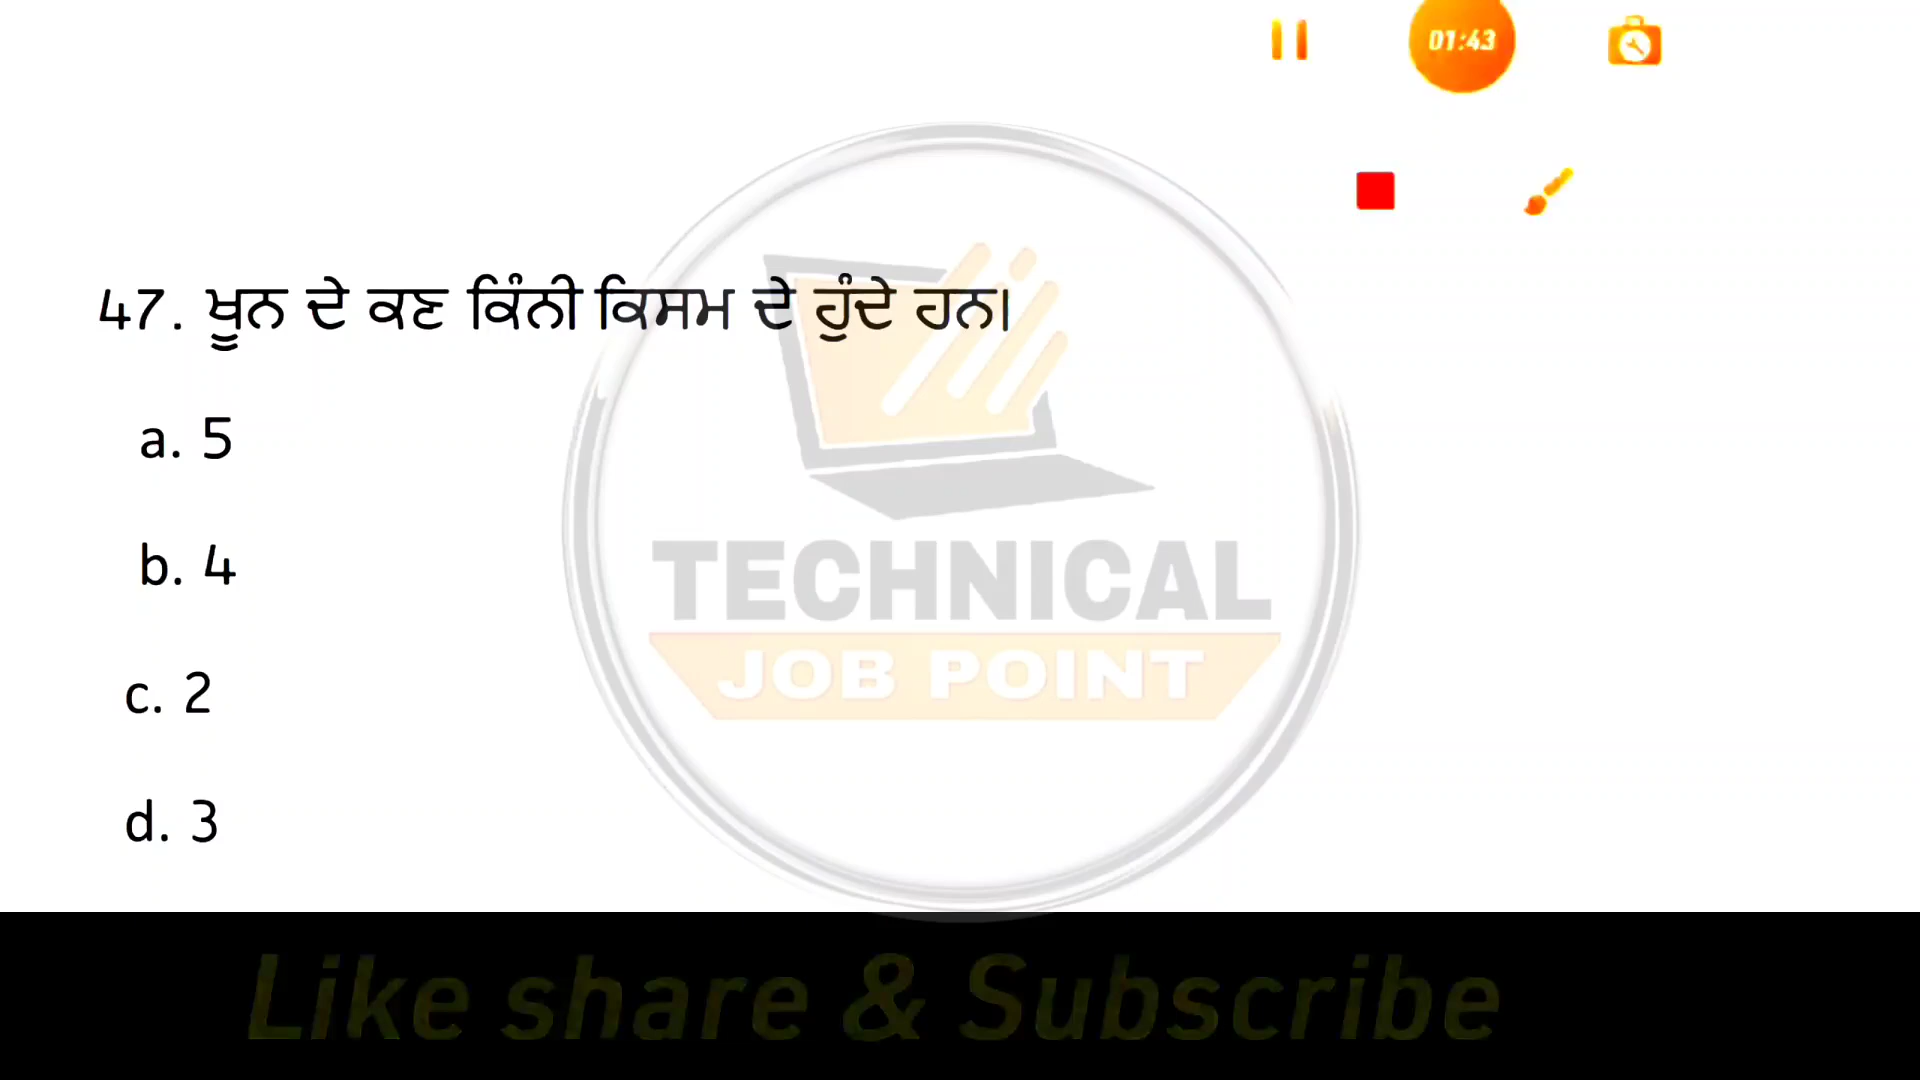 01:43
47. ਖੂਨ ਦੇ ਕਣ ਕਿੰਨੀ ਕਿਸਮ ਦੇ ਹੁੰਦੇ ਹਨ।
a. 5
b. 4
c. 2
d. 3
TECHNICAL
JOB POINT
Like share & Subscribe